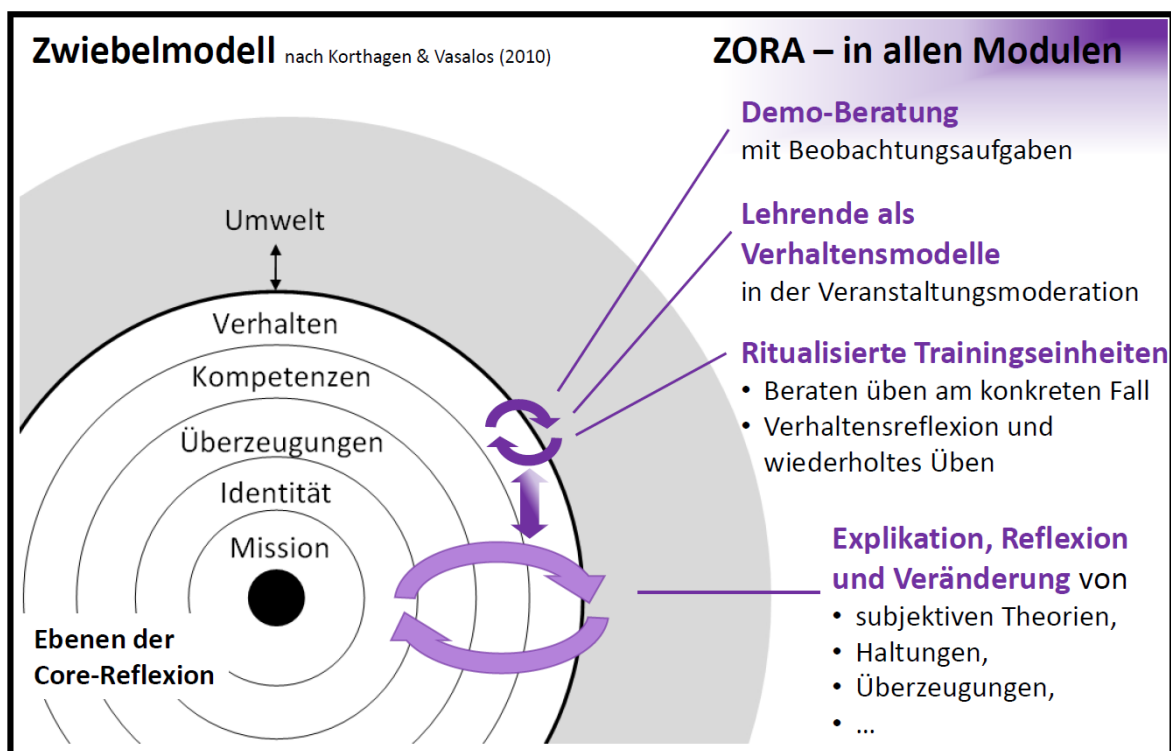 Zwiebelmodell nach Korthagen & Vasalos (2010)
ZORA – in allen Modulen
Umwelt
Verhalten
Kompetenzen
Überzeugungen
Identität
Mission
Ebenen der
Core-Reflexion
Demo-Beratung
mit Beobachtungsaufgaben
Lehrende als
Verhaltensmodelle
in der Veranstaltungsmoderation
Ritualisierte Trainingseinheiten
• Beraten üben am konkreten Fall
• Verhaltensreflexion und
wiederholtes Üben
Explikation, Reflexion
und Veränderung von
• subjektiven Theorien,
• Haltungen,
• Überzeugungen,
• ...